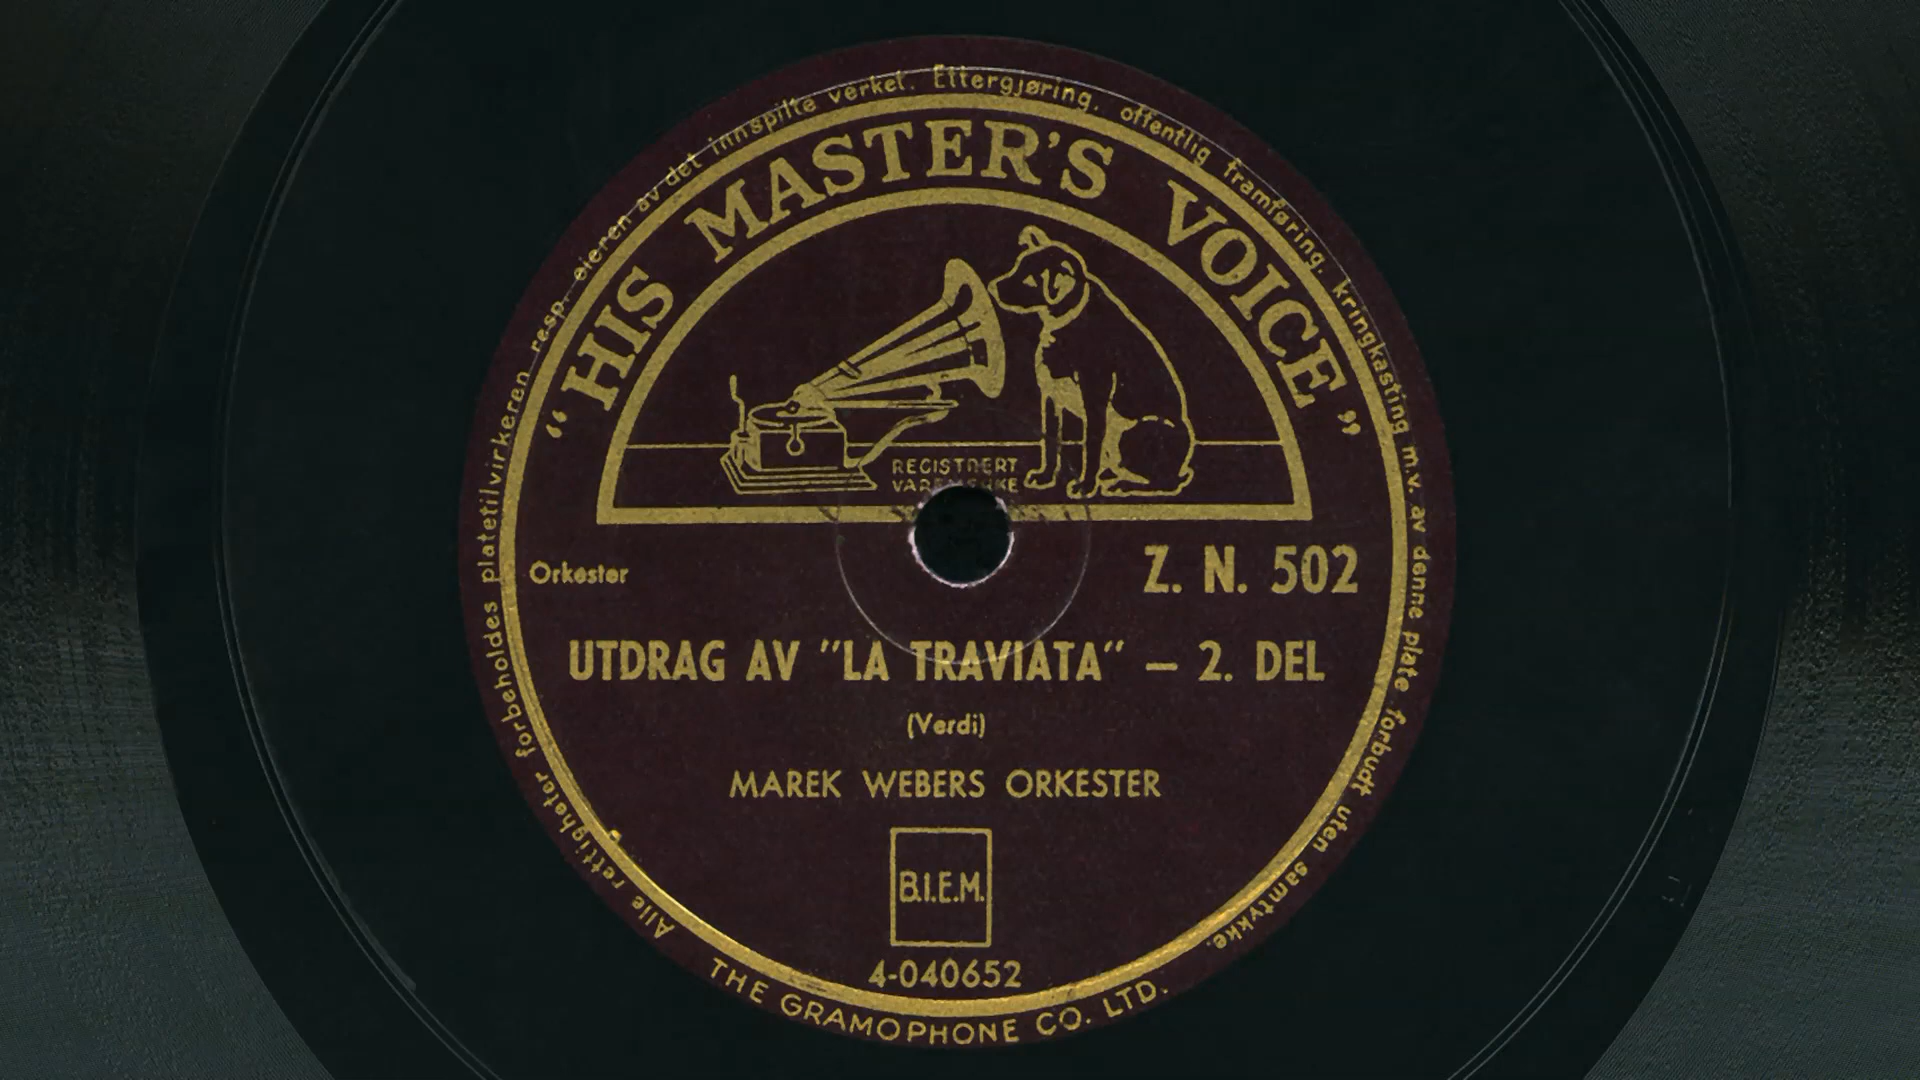 Alle rettigheter forbeholdes platetilvirkeren resp. eieren av det innspilte verket. Ettergjøring, offentlig framføring, kringkasting m.v. av denne plate forbudt uten samtykke.
"HIS MASTER'S VOICE"
REGISTRERT
VAREMERKE
Orkester
Z. N. 502
UTDRAG AV "LA TRAVIATA" – 2. DEL
(Verdi)
MAREK WEBERS ORKESTER
B.I.E.M.
4-040652
THE GRAMOPHONE CO. LTD.